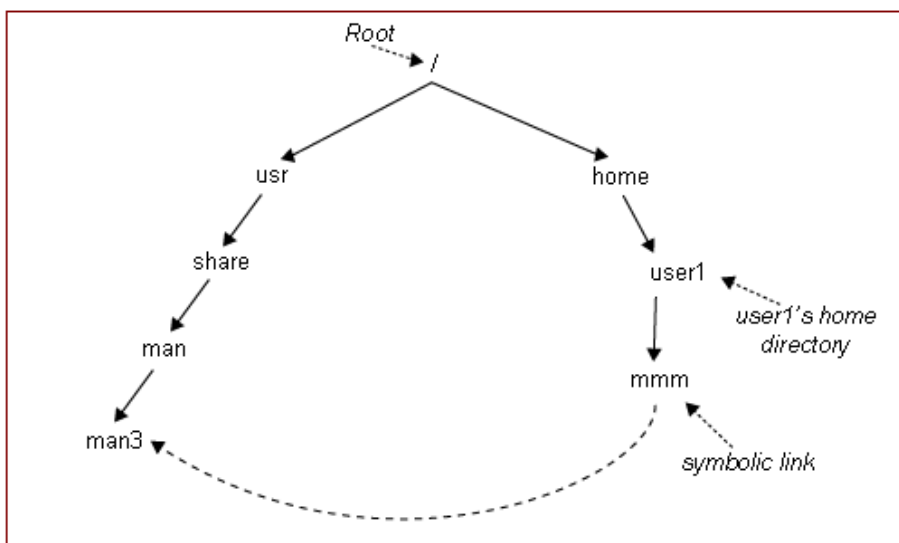 Root
/
usr
home
share
user1
user1's home
directory
man
mmm
man3
symbolic link